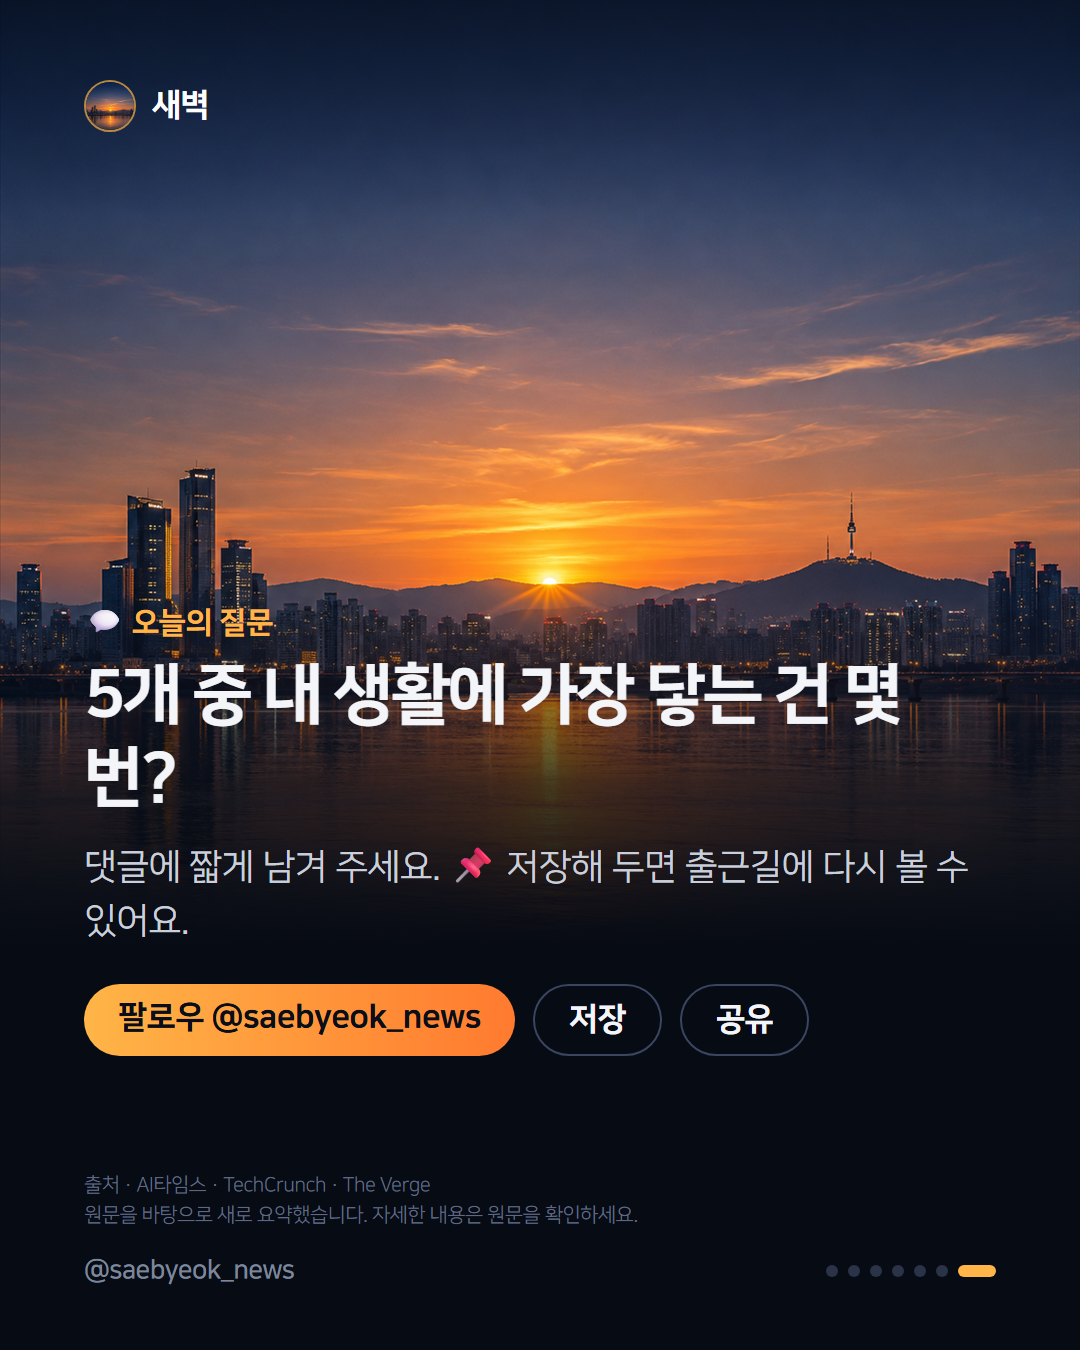 새벽
오늘의 질문
5개 중 내 생활에 가장 닿는 건 몇
번?
댓글에 짧게 남겨 주세요. 📌 저장해 두면 출근길에 다시 볼 수
있어요.
팔로우 @saebyeok_news 저장 공유
출처 · AI타임스 · TechCrunch · The Verge
원문을 바탕으로 새로 요약했습니다. 자세한 내용은 원문을 확인하세요.
@saebyeok_news